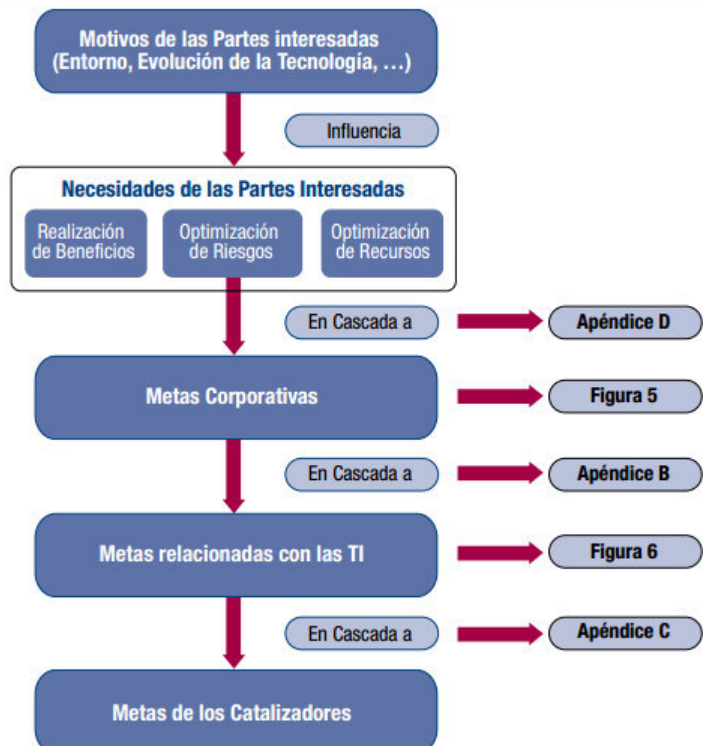 Motivos de las Partes interesadas
(Entorno, Evolución de la Tecnología, …)
Influencia
Necesidades de las Partes Interesadas
Realización
de Beneficios
Optimización
de Riesgos
Optimización
de Recursos
En Cascada a
Apéndice D
Metas Corporativas
Figura 5
En Cascada a
Apéndice B
Metas relacionadas con las TI
Figura 6
En Cascada a
Apéndice C
Metas de los Catalizadores